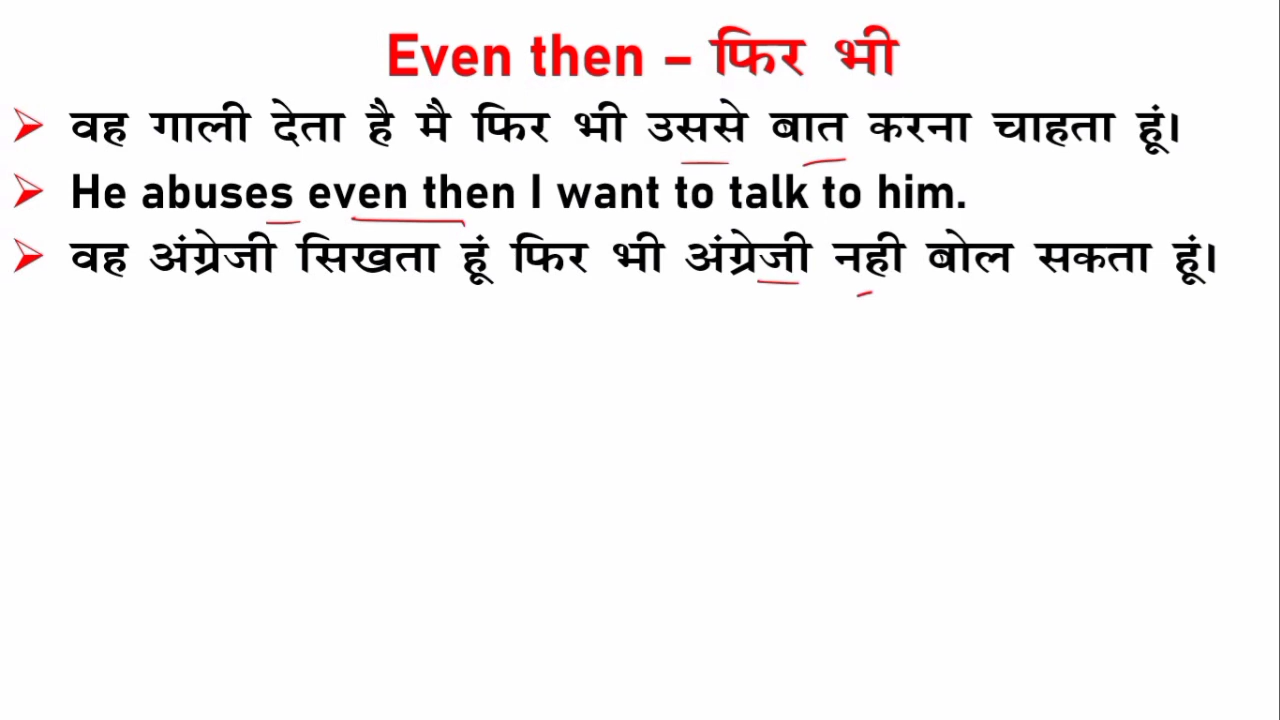 Even then – फिर भी
➢ वह गाली देता है मै फिर भी उससे बात करना चाहता हूं।
➢ He abuses even then I want to talk to him.
➢ वह अंग्रेजी सिखता हूं फिर भी अंग्रेजी नही बोल सकता हूं।